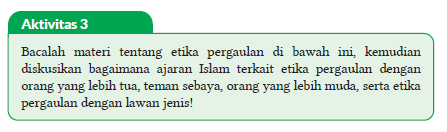 Aktivitas 3
Bacalah materi tentang etika pergaulan di bawah ini, kemudian
diskusikan bagaimana ajaran Islam terkait etika pergaulan dengan
orang yang lebih tua, teman sebaya, orang yang lebih muda, serta etika
pergaulan dengan lawan jenis!